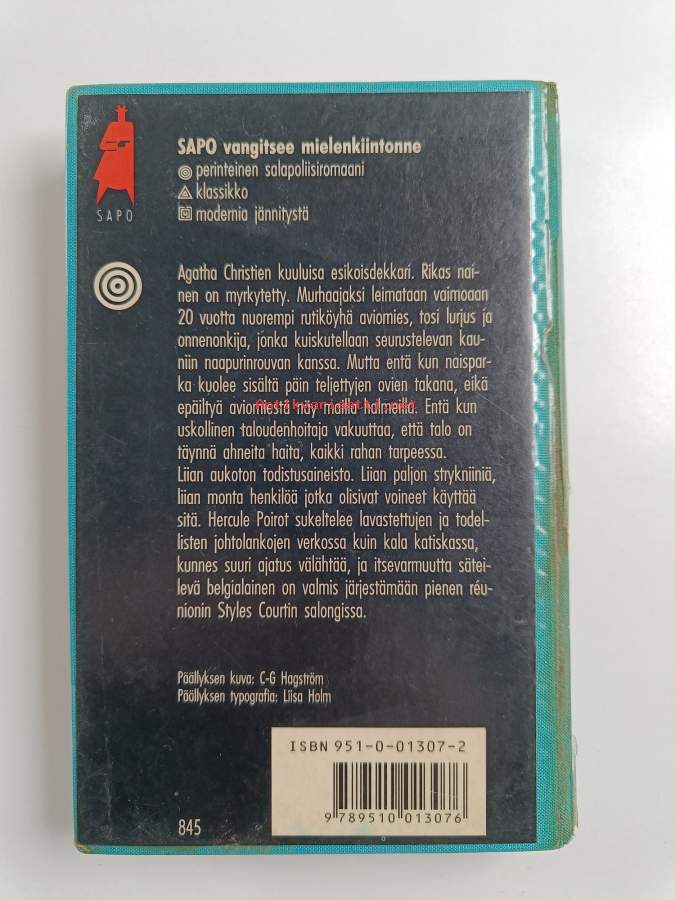 SAPO
SAPO vangitsee mielenkiintonne
perinteinen salapoliisiromaani
klassikko
modernia jännitystä
Agatha Christien kuuluisa esikoisdekkari. Rikas nai-
nen on myrkytetty. Murhaajaksi leimataan vaimoaan
20 vuotta nuorempi rutiköyhä aviomies, tosi lurjus ja
onnenonkija, jonka kuiskutellaan seurustelevan kau-
niin naapurinrouvan kanssa. Mutta entä kun naispar-
ka kuolee sisältä päin teljettyjen ovien takana, eikä
epäiltyä aviomiestä näy mailla halmeilla. Entä kun
uskollinen taloudenhoitaja vakuuttaa, että talo on
täynnä ahneita haita, kaikki rahan tarpeessa.
Liian aukoton todistusaineisto. Liian paljon strykniiniä,
liian monta henkilöä jotka olisivat voineet käyttää
sitä. Hercule Poirot sukeltelee lavastettujen ja todel-
listen johtolankojen verkossa kuin kala katiskassa,
kunnes suuri ajatus välähtää, ja itsevarmuutta sätei-
levä belgialainen on valmis järjestämään pienen réu-
nionin Styles Courtin salongissa.
Päällyksen kuva: C-G Hagström
Päällyksen typografia: Liisa Holm
ISBN 951-0-01307-2
9 789510 013076
845